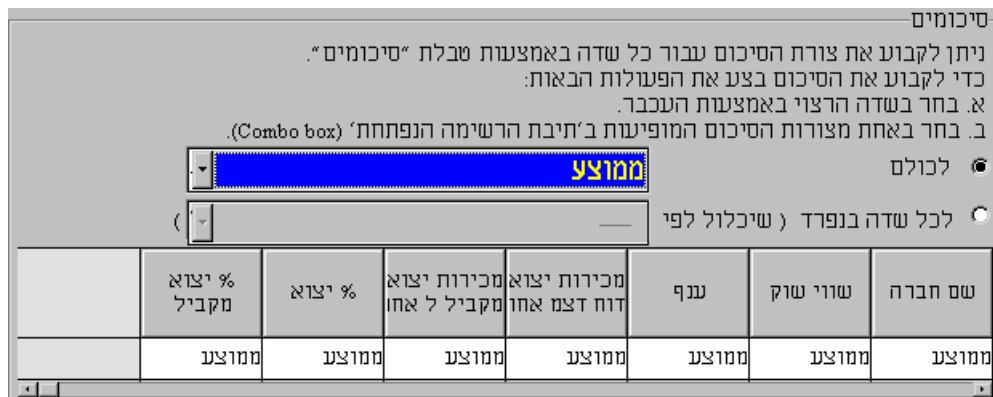 סיכומים
ניתן לקבוע את צורת הסיכום עבור כל שדה באמצעות טבלת "סיכומים".
כדי לקבוע את הסיכום בצע את הפעולות הבאות:
א. בחר בשדה הרצוי באמצעות העכבר.
ב. בחר באחת מצורות הסיכום המופיעות ב'תיבת הרשימה הנפתחת' (Combo box).
לכולם ממוצע
לכל שדה בנפרד ( שיכלול לפי )
שם חברה שווי שוק ענף מכירות יצוא מכירות יצוא % יצוא % יצוא
דוח דצמ אחו מקביל ל אחו מקביל
ממוצע ממוצע ממוצע ממוצע ממוצע ממוצע ממוצע